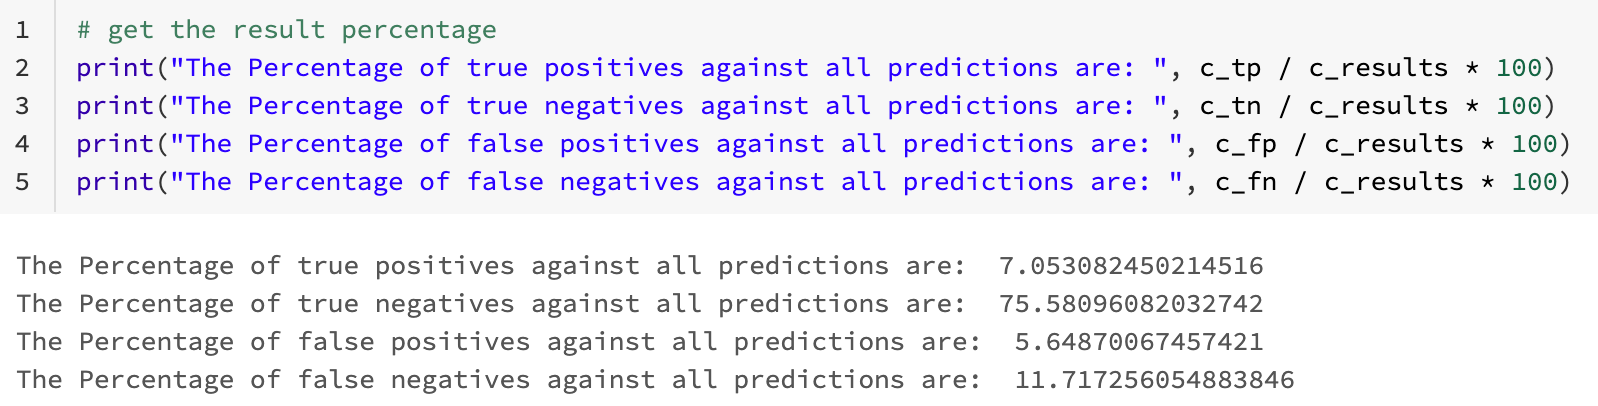 1 # get the result percentage
2 print("The Percentage of true positives against all predictions are: ", c_tp / c_results * 100)
3 print("The Percentage of true negatives against all predictions are: ", c_tn / c_results * 100)
4 print("The Percentage of false positives against all predictions are: ", c_fp / c_results * 100)
5 print("The Percentage of false negatives against all predictions are: ", c_fn / c_results * 100)
The Percentage of true positives against all predictions are:  7.053082450214516
The Percentage of true negatives against all predictions are:  75.58096082032742
The Percentage of false positives against all predictions are:  5.64870067457421
The Percentage of false negatives against all predictions are:  11.717256054883846